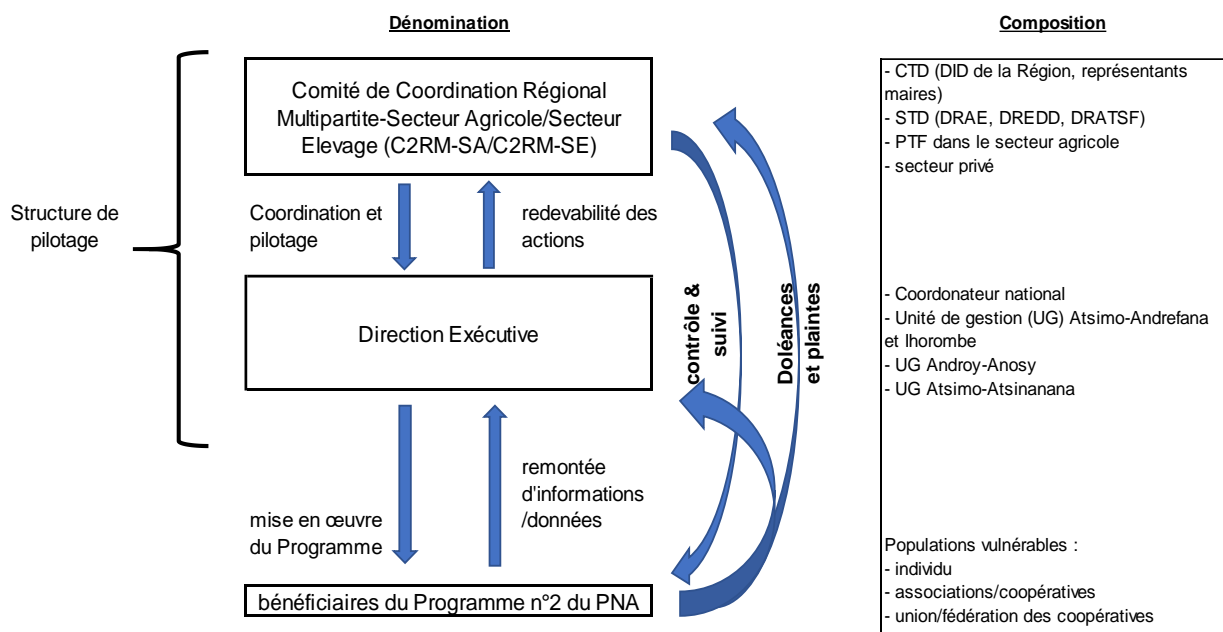 Dénomination
Composition
Comité de Coordination Régional
Multipartite-Secteur Agricole/Secteur
Elevage (C2RM-SA/C2RM-SE)
- CTD (DID de la Région, représentants
maires)
- STD (DRAE, DREDD, DRATSF)
- PTF dans le secteur agricole
- secteur privé
Structure de
pilotage
Coordination et
pilotage
redevabilité des
actions
Direction Exécutive
contrôle &
suivi
Doléances
et plaintes
- Coordonateur national
- Unité de gestion (UG) Atsimo-Andrefana
et Ihorombe
- UG Androy-Anosy
- UG Atsimo-Atsinanana
mise en œuvre
du Programme
remontée
d'informations
/données
bénéficiaires du Programme n°2 du PNA
Populations vulnérables :
- individu
- associations/coopératives
- union/fédération des coopératives